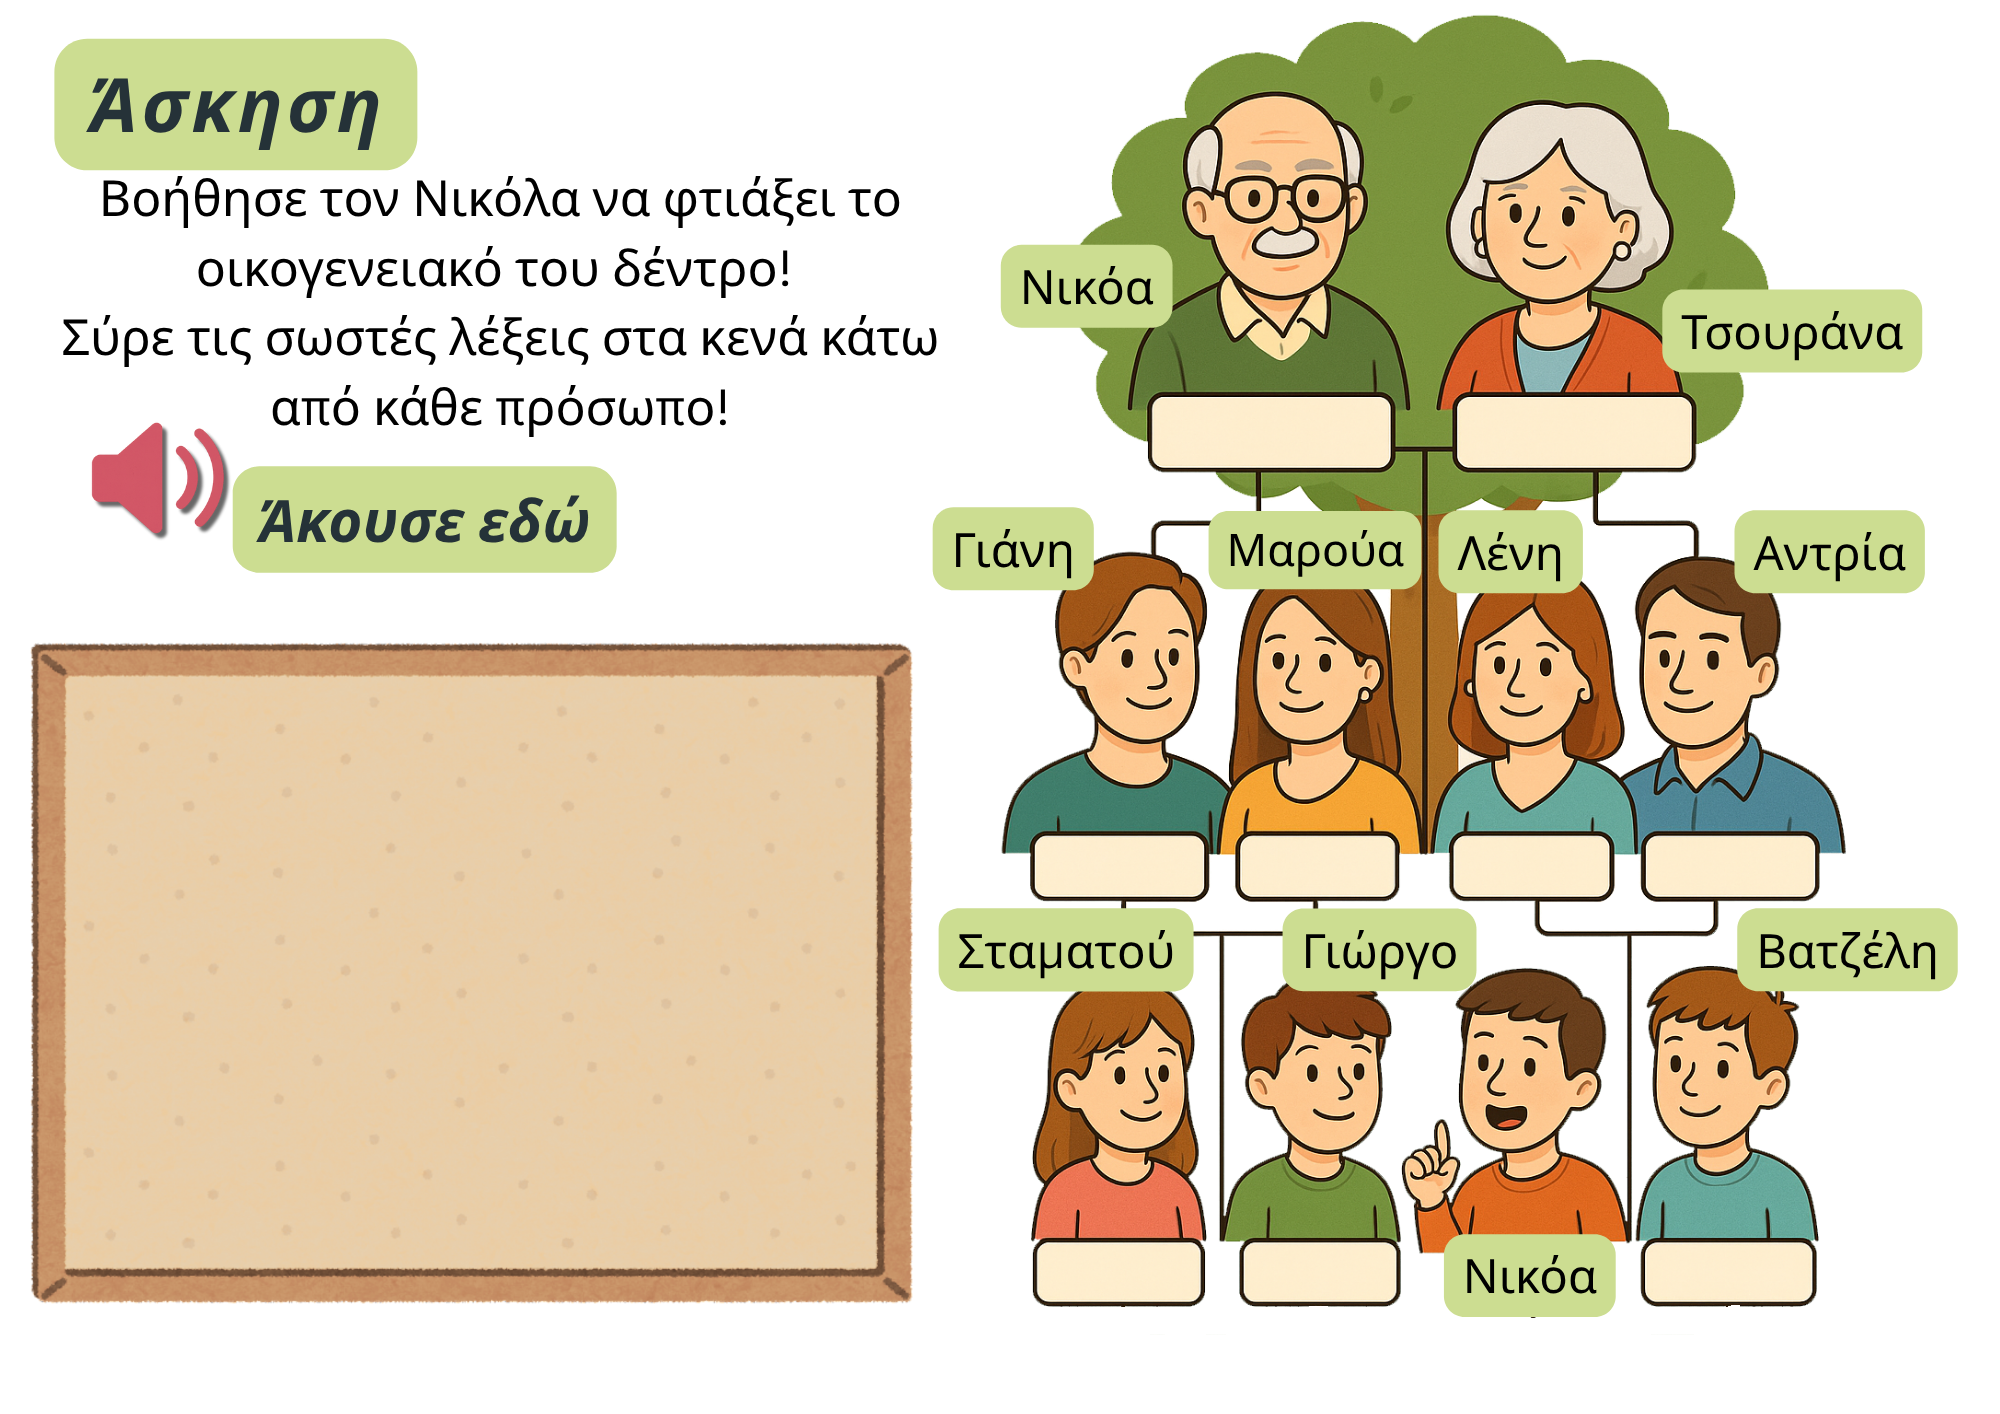 Άσκηση
Βοήθησε τον Νικόλα να φτιάξει το
οικογενειακό του δέντρο!
Σύρε τις σωστές λέξεις στα κενά κάτω
από κάθε πρόσωπο!
Άκουσε εδώ
Νικόα
Τσουράνα
Γιάνη
Μαρούα
Λένη
Αντρία
Σταματού
Γιώργο
Βατζέλη
Νικόα